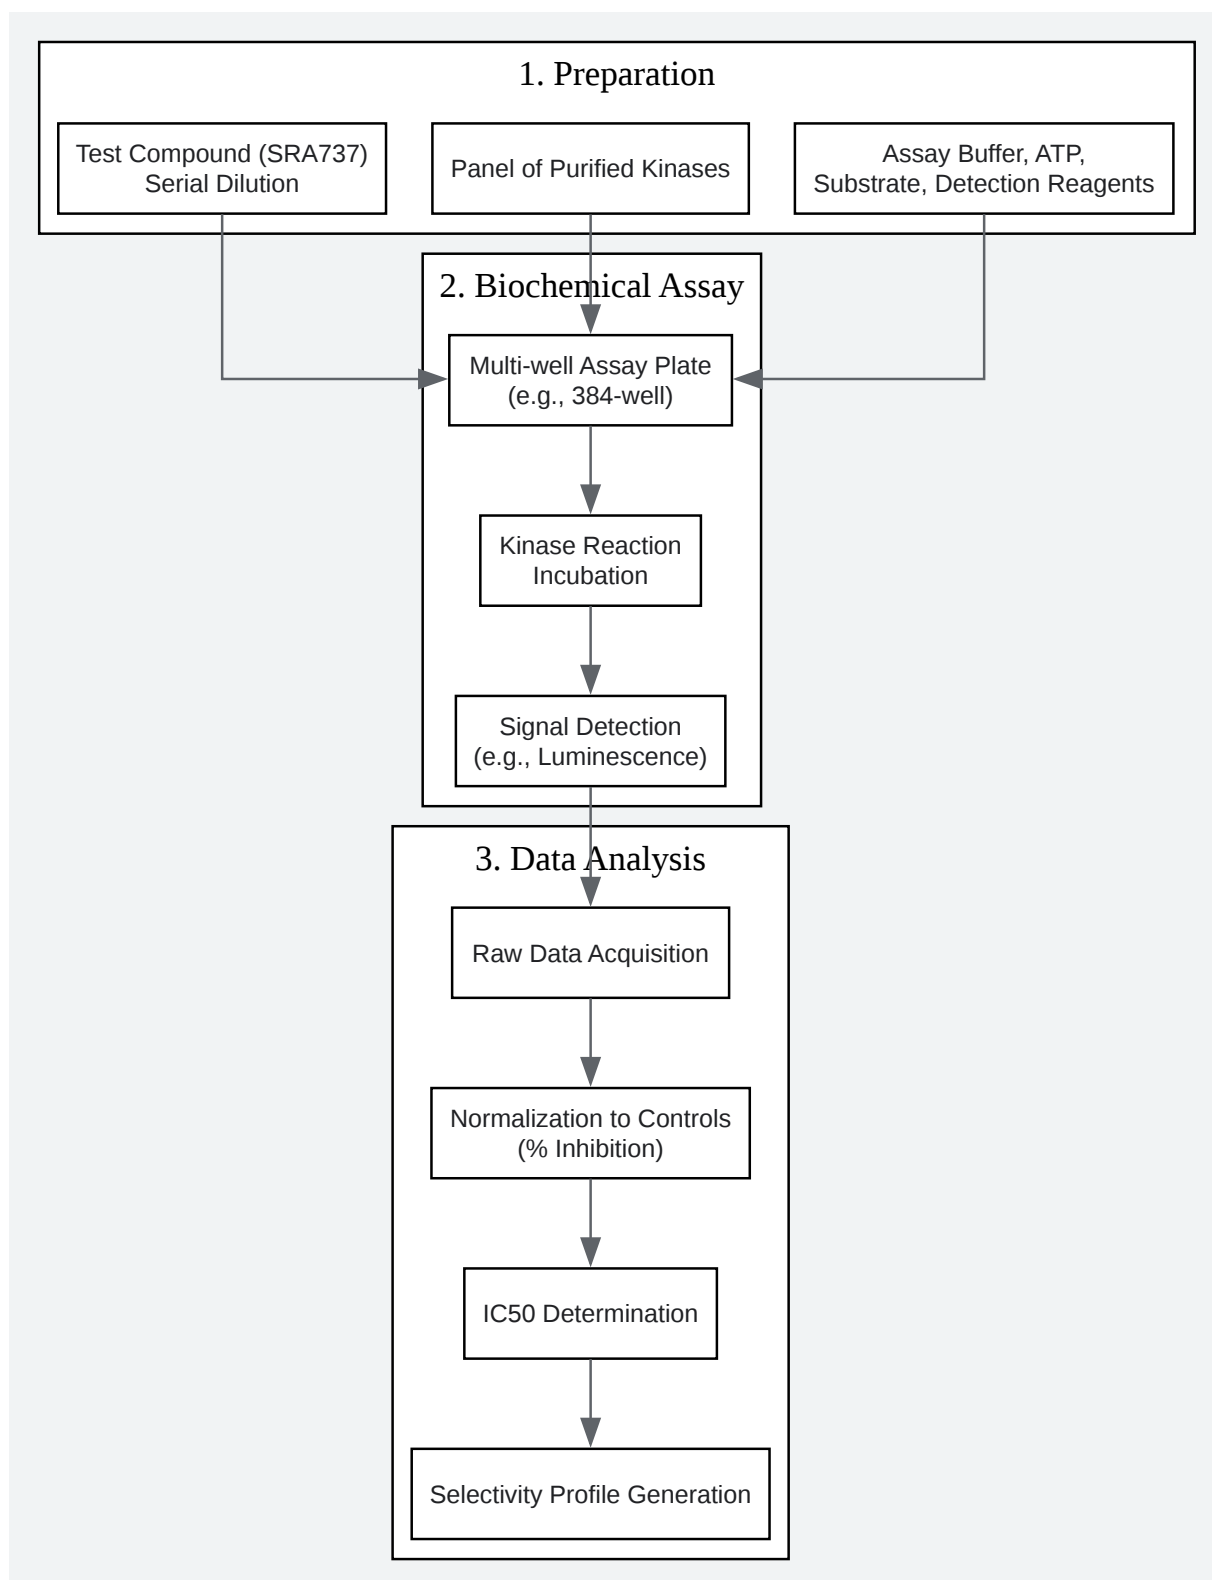 1. Preparation
Test Compound (SRA737)
Serial Dilution
Panel of Purified Kinases
Assay Buffer, ATP,
Substrate, Detection Reagents
2. Biochemical Assay
Multi-well Assay Plate
(e.g., 384-well)
Kinase Reaction
Incubation
Signal Detection
(e.g., Luminescence)
3. Data Analysis
Raw Data Acquisition
Normalization to Controls
(% Inhibition)
IC50 Determination
Selectivity Profile Generation